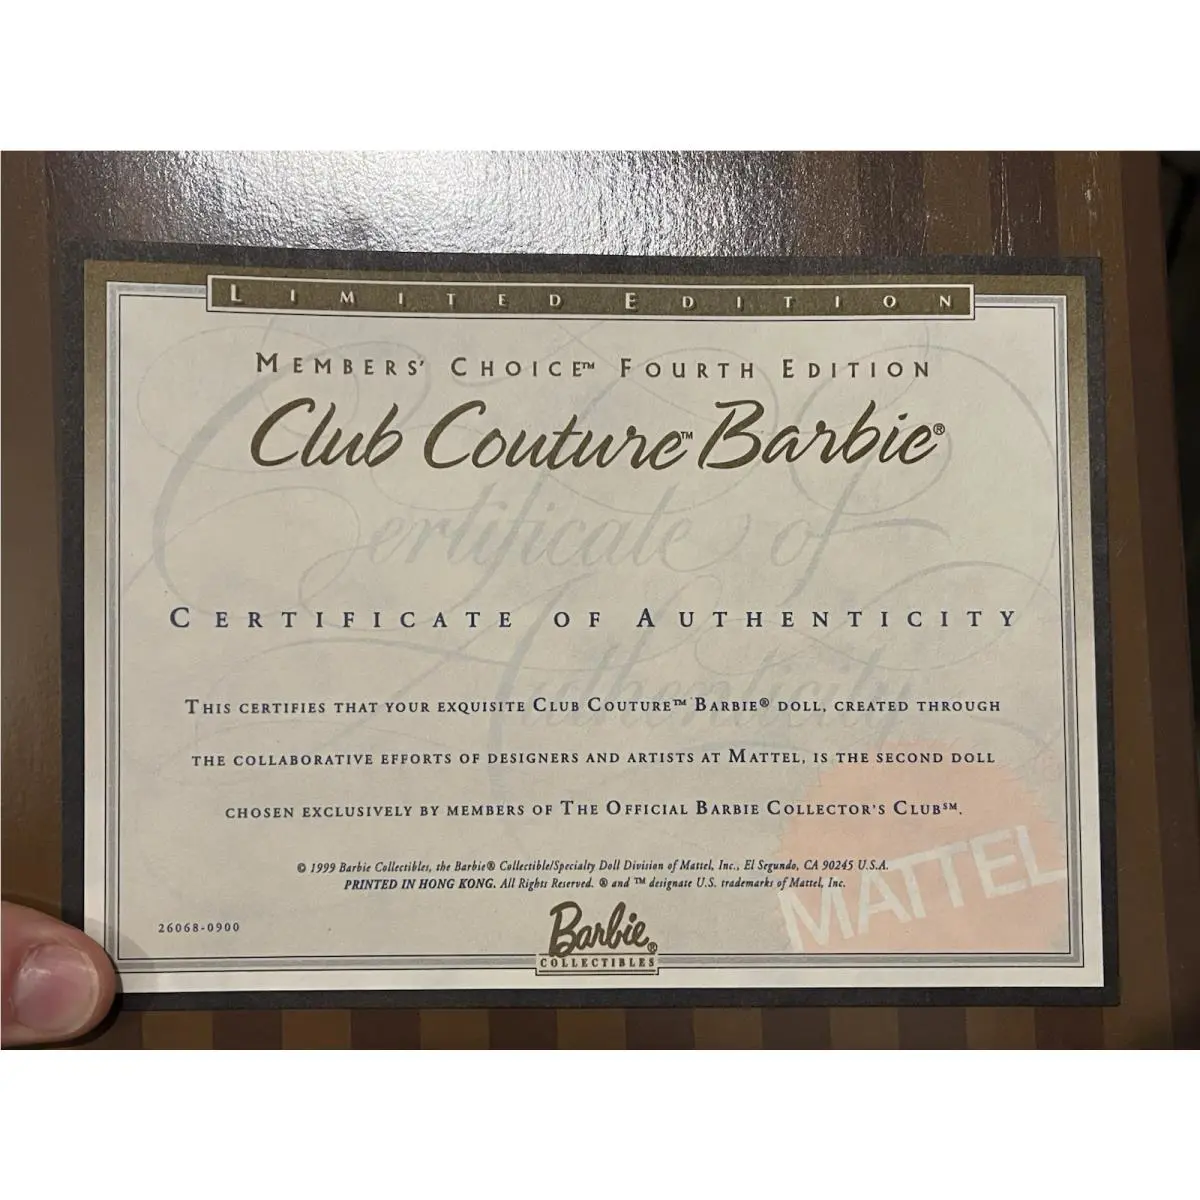 LIMITED EDITION
MEMBERS' CHOICE™ FOURTH EDITION
Club Couture™ Barbie®
Certificate of
CERTIFICATE OF AUTHENTICITY
Authenticity
THIS CERTIFIES THAT YOUR EXQUISITE CLUB COUTURE™ BARBIE® DOLL, CREATED THROUGH
THE COLLABORATIVE EFFORTS OF DESIGNERS AND ARTISTS AT MATTEL, IS THE SECOND DOLL
CHOSEN EXCLUSIVELY BY MEMBERS OF THE OFFICIAL BARBIE COLLECTOR'S CLUB℠.
© 1999 Barbie Collectibles, the Barbie® Collectible/Specialty Doll Division of Mattel, Inc., El Segundo, CA 90245 U.S.A.
PRINTED IN HONG KONG. All Rights Reserved. ® and ™ designate U.S. trademarks of Mattel, Inc.
MATTEL
26068-0900
Barbie®
COLLECTIBLES